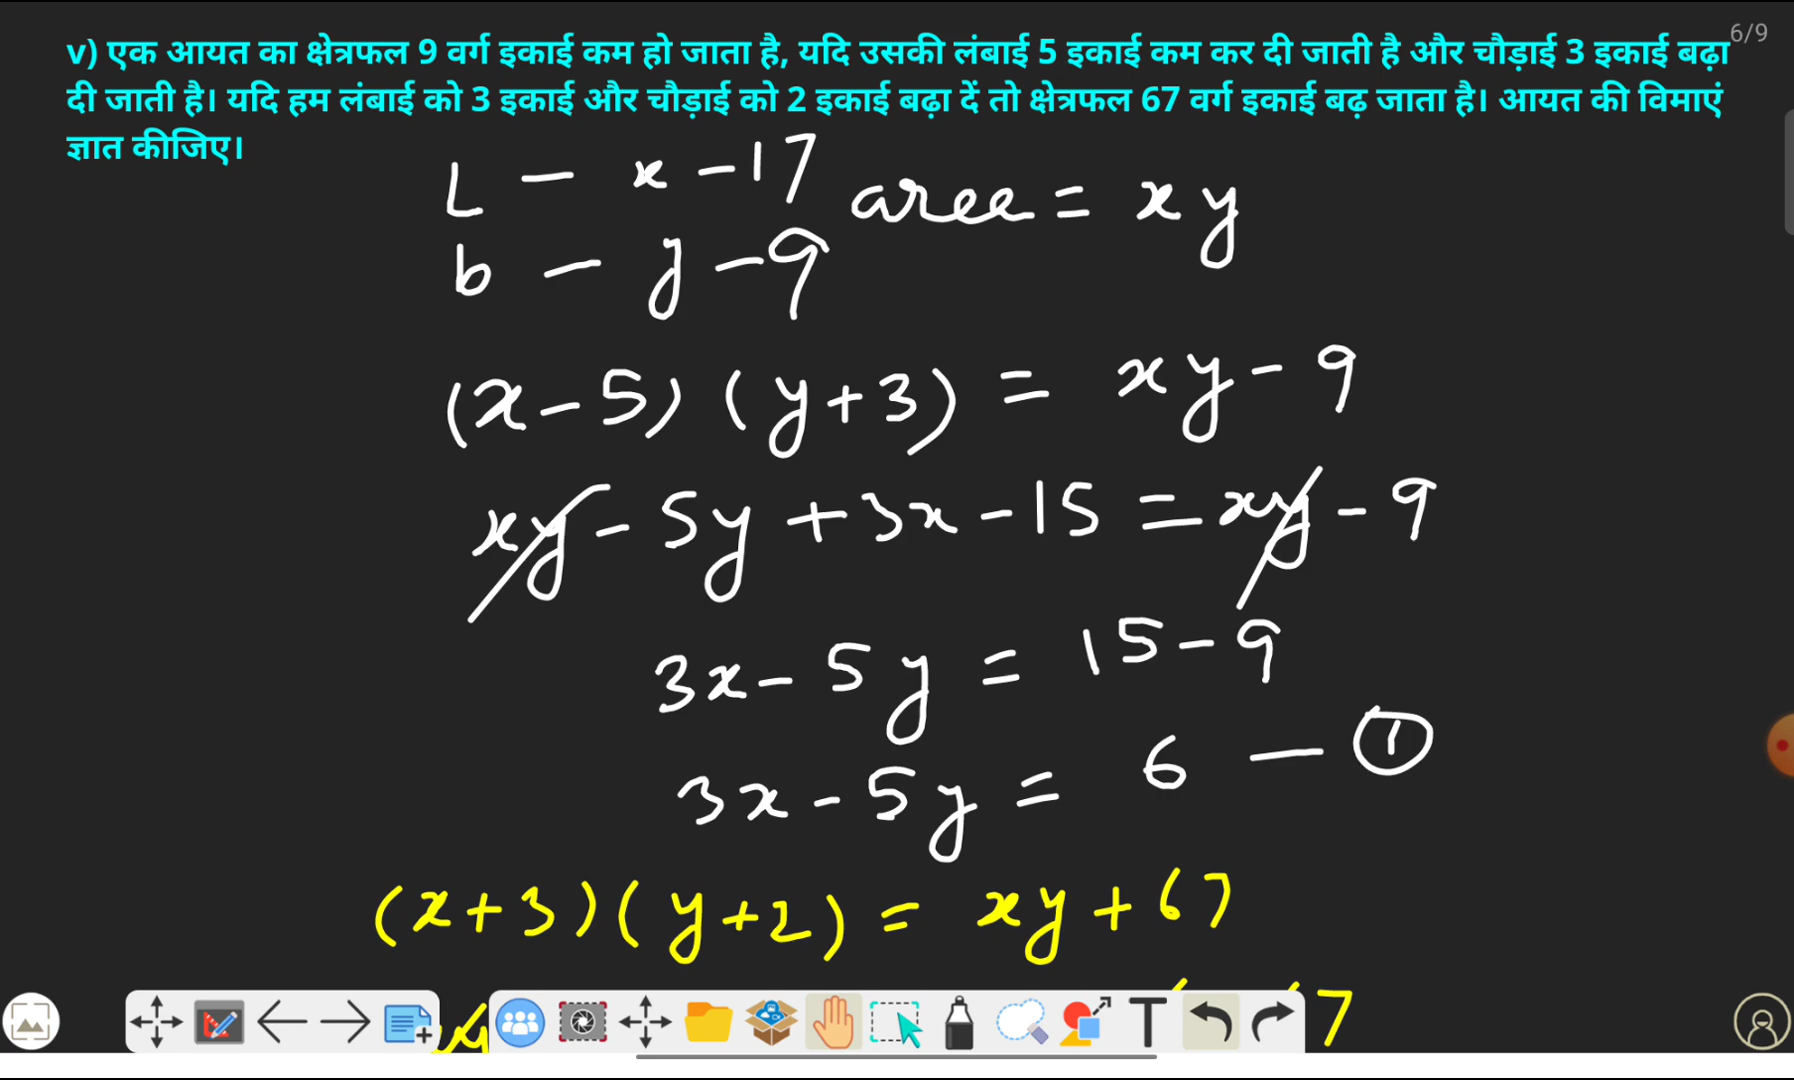 6/9
v) एक आयत का क्षेत्रफल 9 वर्ग इकाई कम हो जाता है, यदि उसकी लंबाई 5 इकाई कम कर दी जाती है और चौड़ाई 3 इकाई बढ़ा
दी जाती है। यदि हम लंबाई को 3 इकाई और चौड़ाई को 2 इकाई बढ़ा दें तो क्षेत्रफल 67 वर्ग इकाई बढ़ जाता है। आयत की विमाएं
ज्ञात कीजिए।
L - x - 17 area = xy
b - y - 9
(x-5) (y+3) = xy - 9
xy - 5y + 3x - 15 = xy - 9
3x - 5y = 15 - 9
3x - 5y = 6 - ①
(x+3)(y+2) = xy + 67
T
7